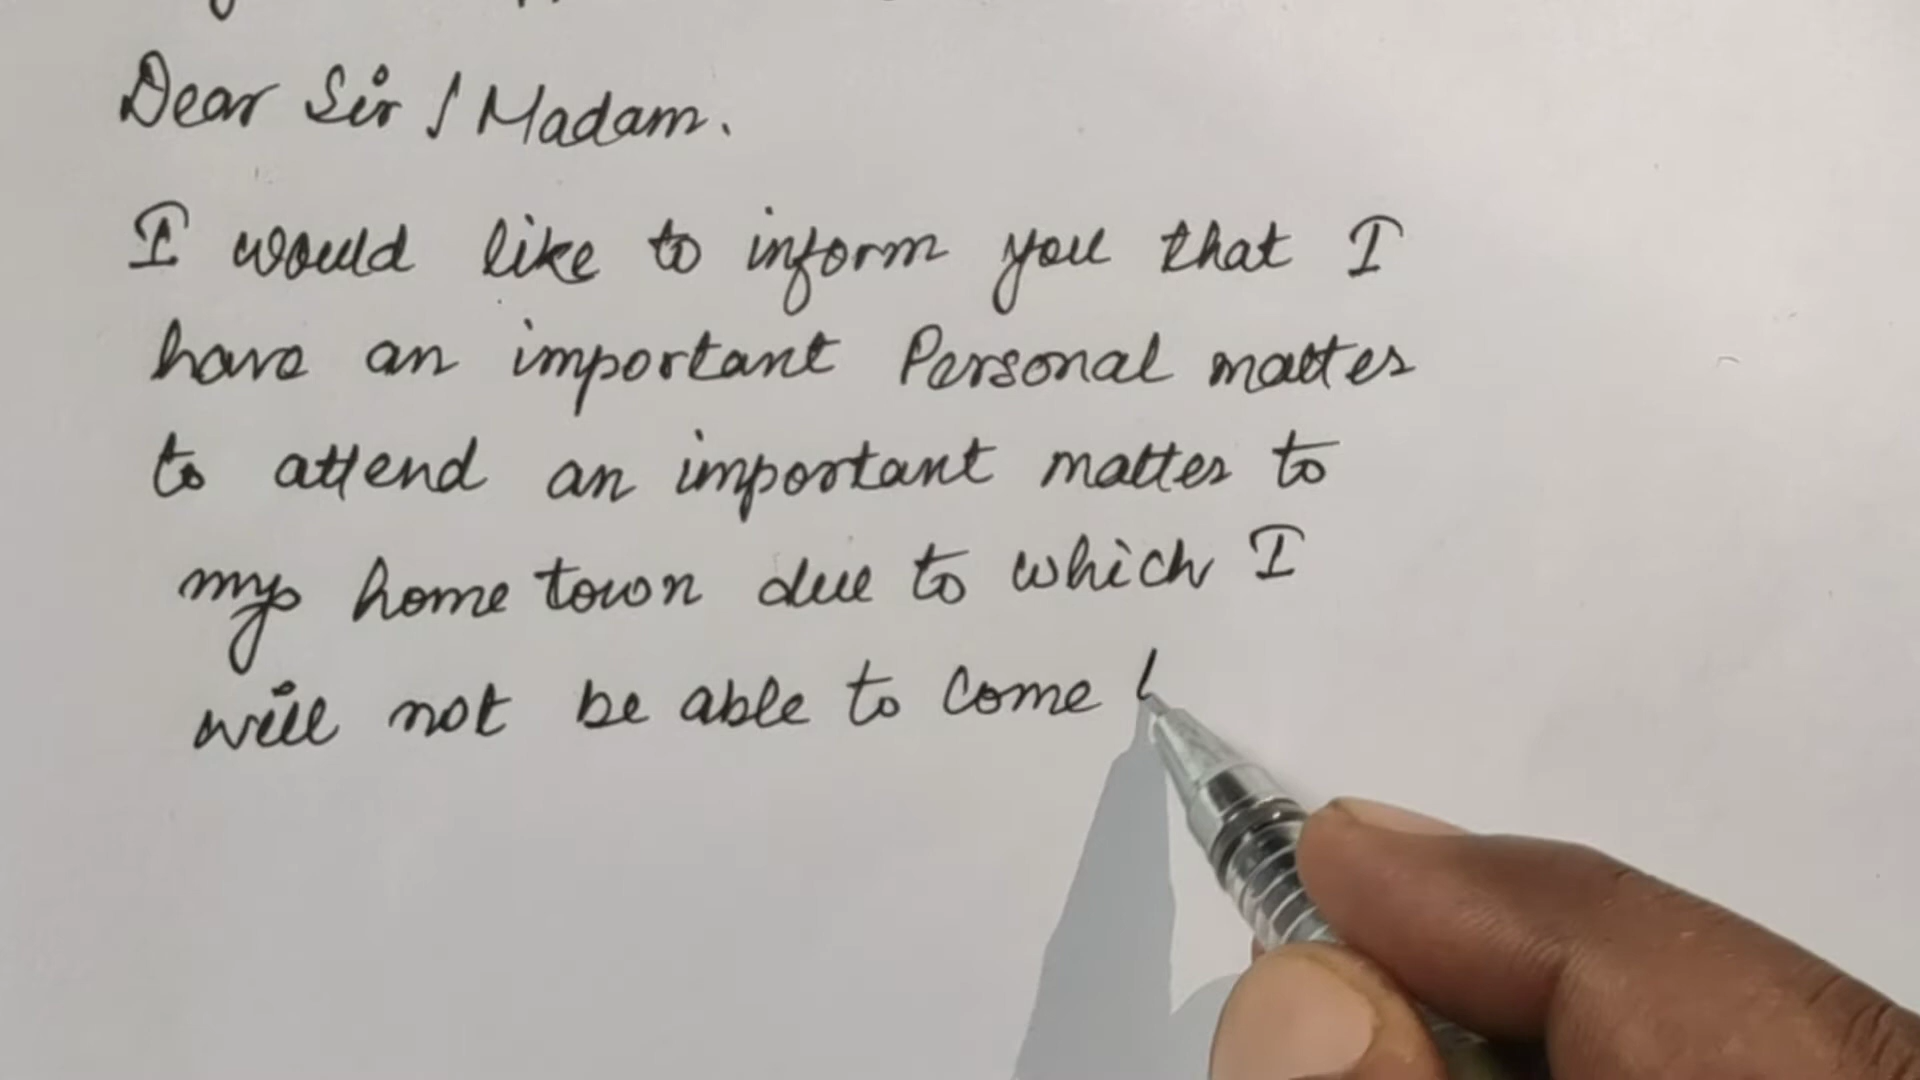 Dear Sir / Madam.
I would like to inform you that I
have an important Personal matter
to attend an important matter to
my home town due to which I
will not be able to come